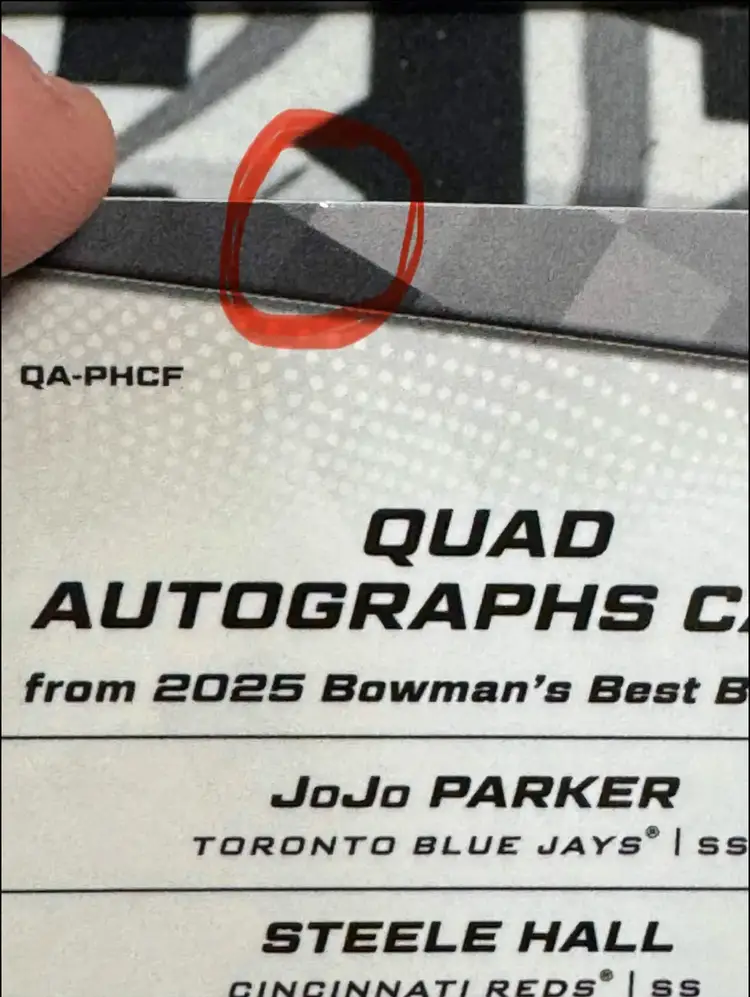 QA-PHCF
QUAD
AUTOGRAPHS
from 2025 Bowman's Best
JoJo PARKER
TORONTO BLUE JAYS® | SS
STEELE HALL
CINCINNATI REDS® | SS